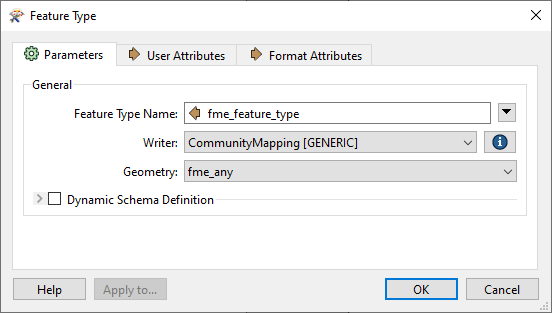 Feature Type
Parameters User Attributes Format Attributes
General
Feature Type Name: fme_feature_type
Writer: CommunityMapping [GENERIC]
Geometry: fme_any
Dynamic Schema Definition
Help Apply to... OK Cancel